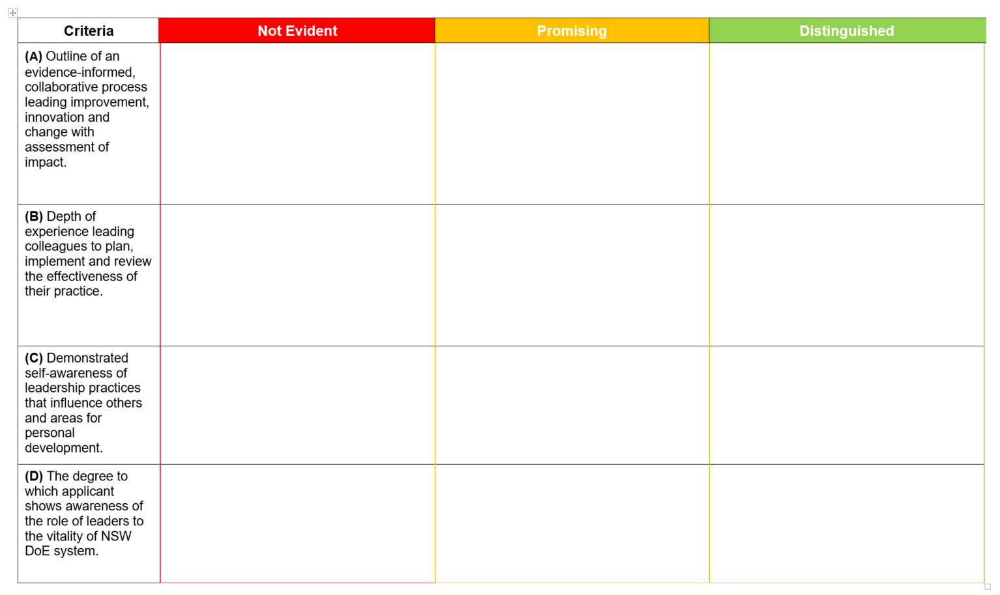 Criteria
Not Evident
Promising
Distinguished
(A) Outline of an
evidence-informed,
collaborative process
leading improvement,
innovation and
change with
assessment of
impact.
(B) Depth of
experience leading
colleagues to plan,
implement and review
the effectiveness of
their practice.
(C) Demonstrated
self-awareness of
leadership practices
that influence others
and areas for
personal
development.
(D) The degree to
which applicant
shows awareness of
the role of leaders to
the vitality of NSW
DoE system.